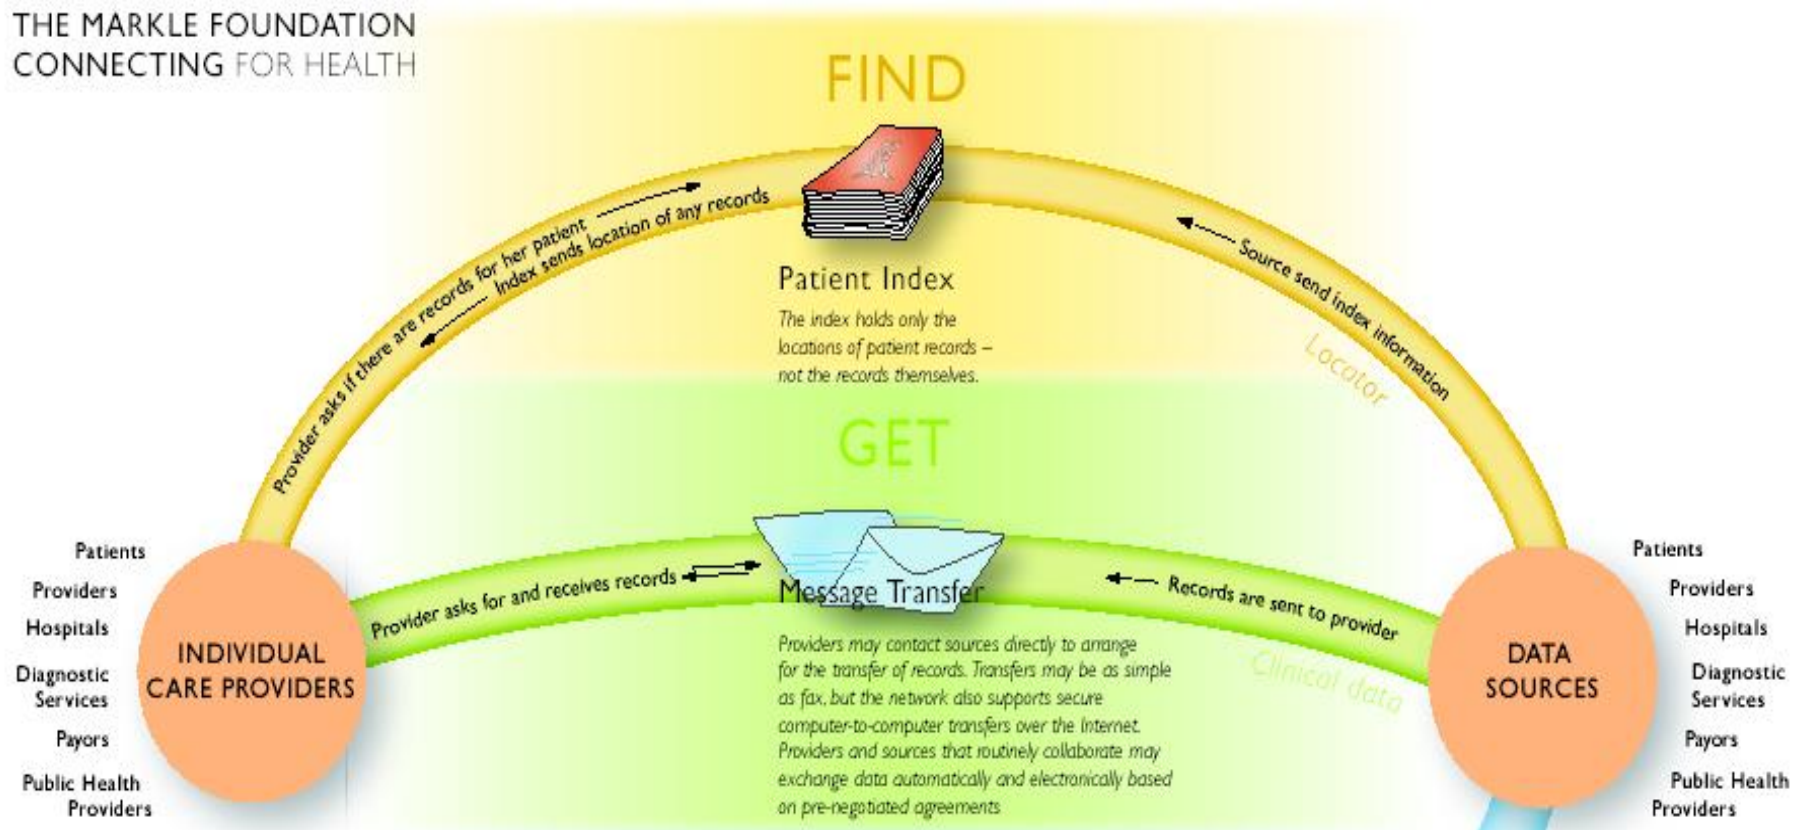 THE MARKLE FOUNDATION
CONNECTING FOR HEALTH
FIND
Provider asks if there are records for her patient
Index sends location of any records
Source send index information
Locator
Patient Index
The index holds only the
locations of patient records –
not the records themselves.
GET
Provider asks for and receives records
Message Transfer
Records are sent to provider
Clinical data
Providers may contact sources directly to arrange
for the transfer of records. Transfers may be as simple
as fax, but the network also supports secure
computer-to-computer transfers over the Internet.
Providers and sources that routinely collaborate may
exchange data automatically and electronically based
on pre-negotiated agreements
Patients
Providers
Hospitals
Diagnostic
Services
Payors
Public Health
Providers
INDIVIDUAL
CARE PROVIDERS
DATA
SOURCES
Patients
Providers
Hospitals
Diagnostic
Services
Payors
Public Health
Providers